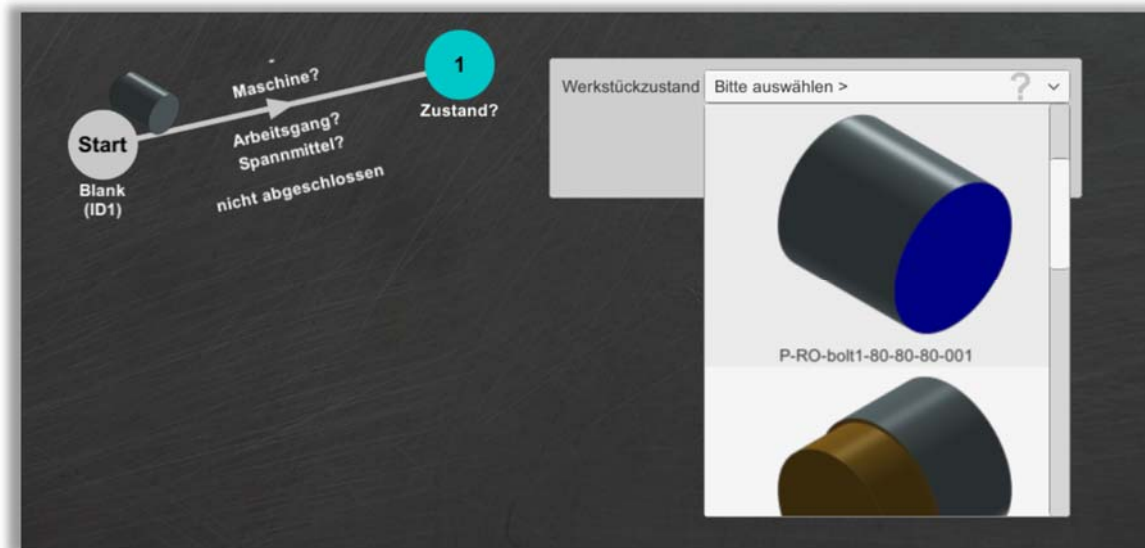 -
Maschine?
1
Start
Arbeitsgang?
Spannmittel?
Zustand?
Blank
(ID1)
nicht abgeschlossen
Werkstückzustand
Bitte auswählen >
?
P-RO-bolt1-80-80-80-001